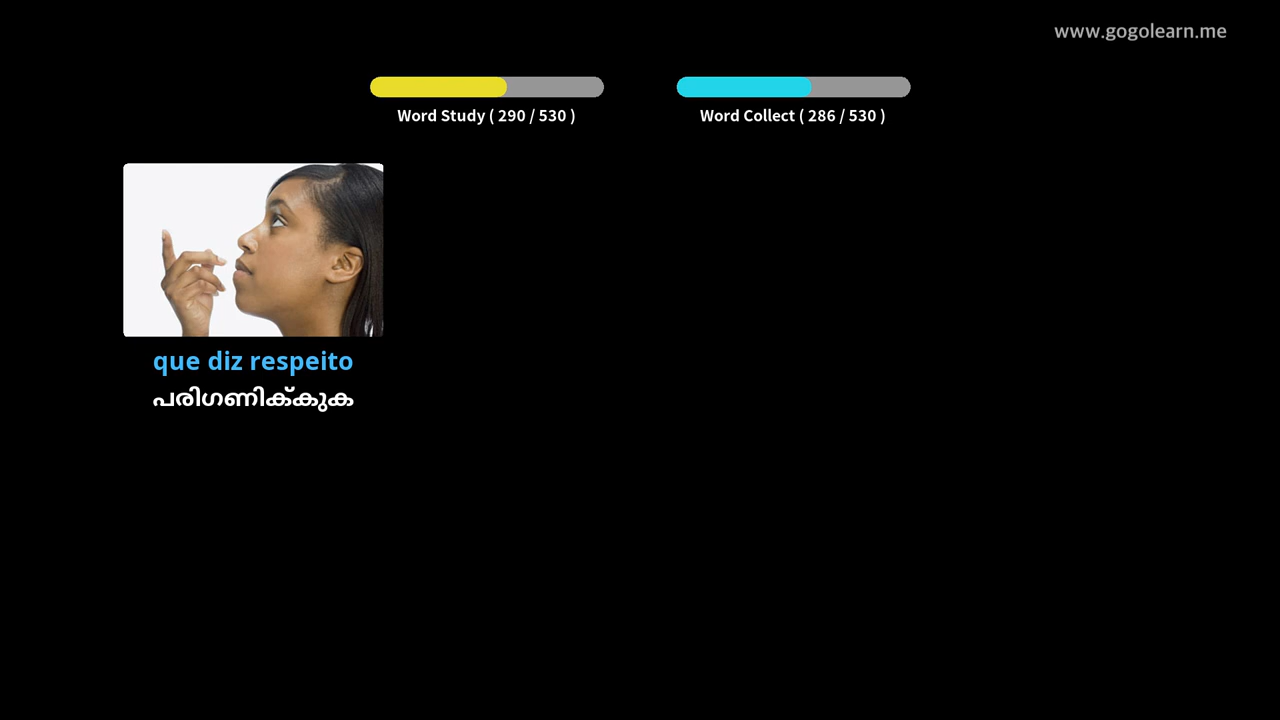 www.gogolearn.me
Word Study ( 290 / 530 )
Word Collect ( 286 / 530 )
que diz respeito
പരിഗണിക്കുക